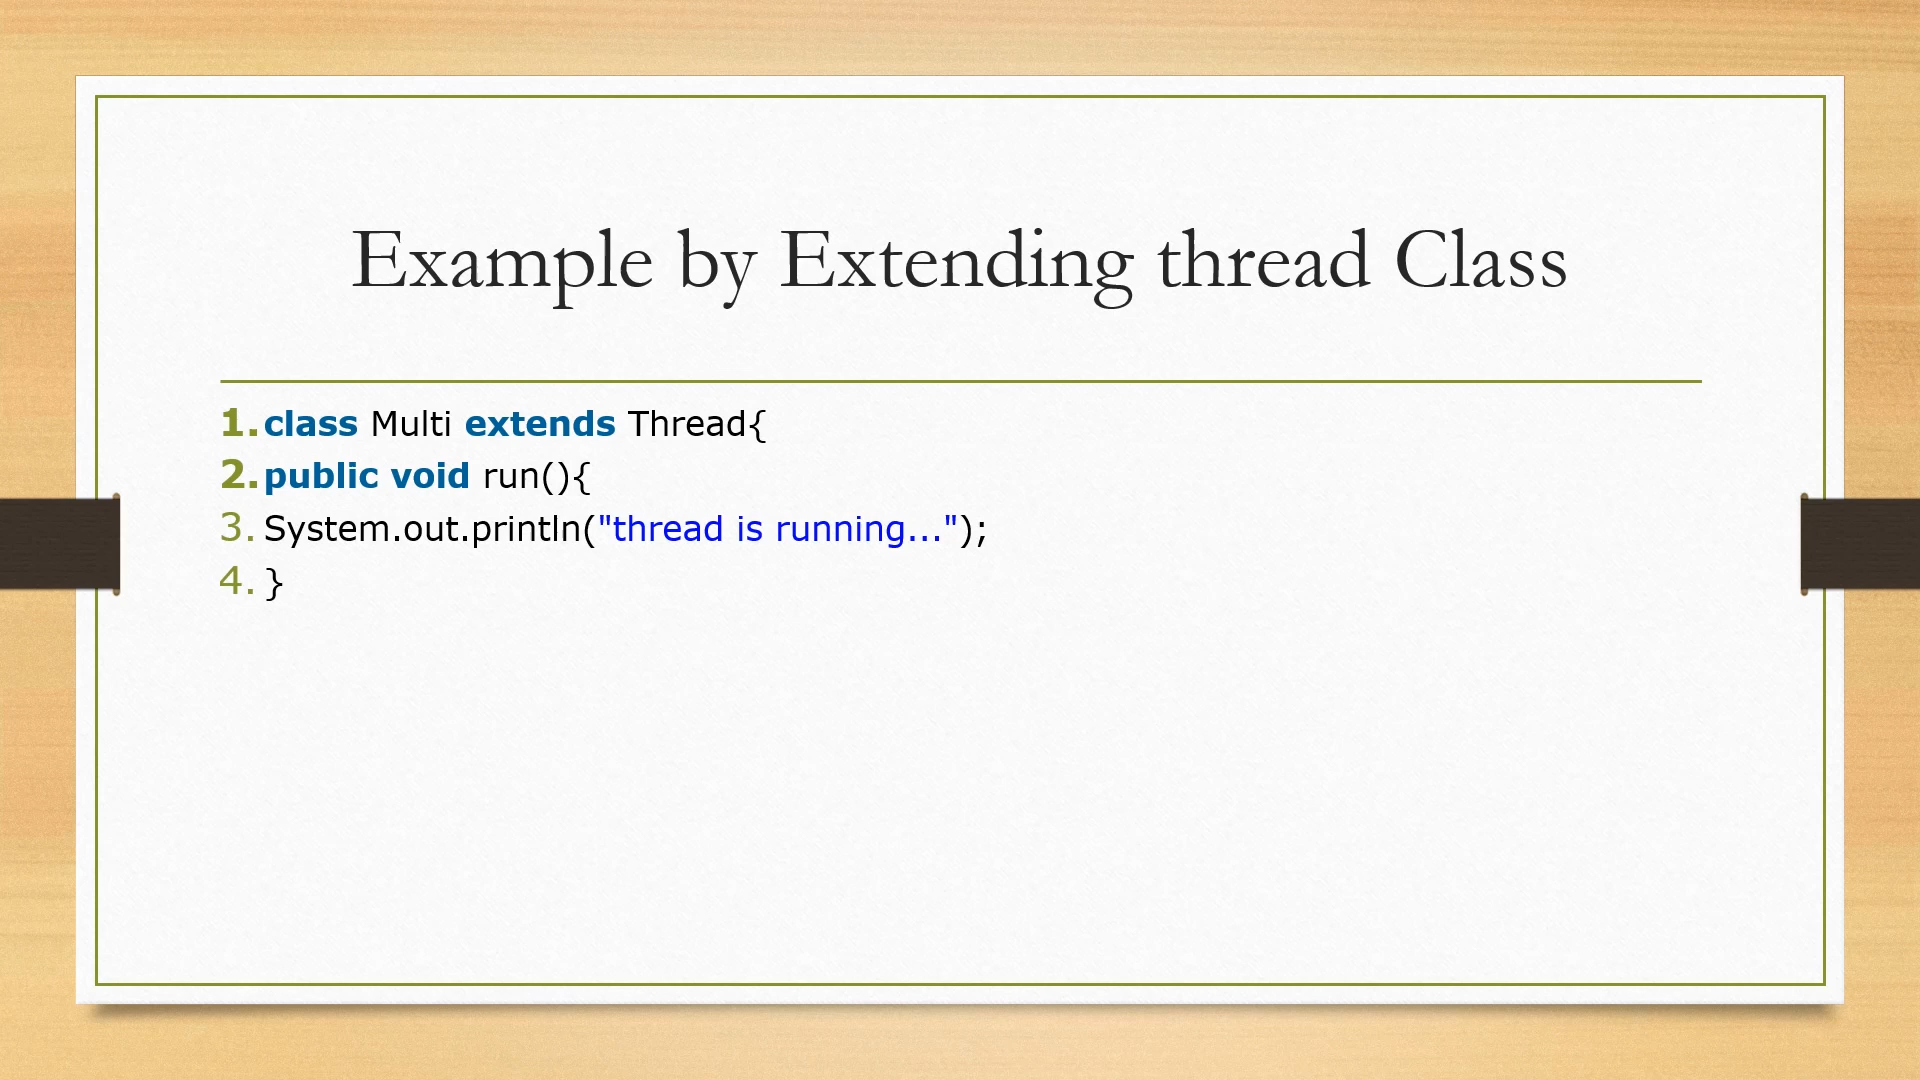 Example by Extending thread Class
1. class Multi extends Thread{
2. public void run(){
3. System.out.println("thread is running...");
4. }